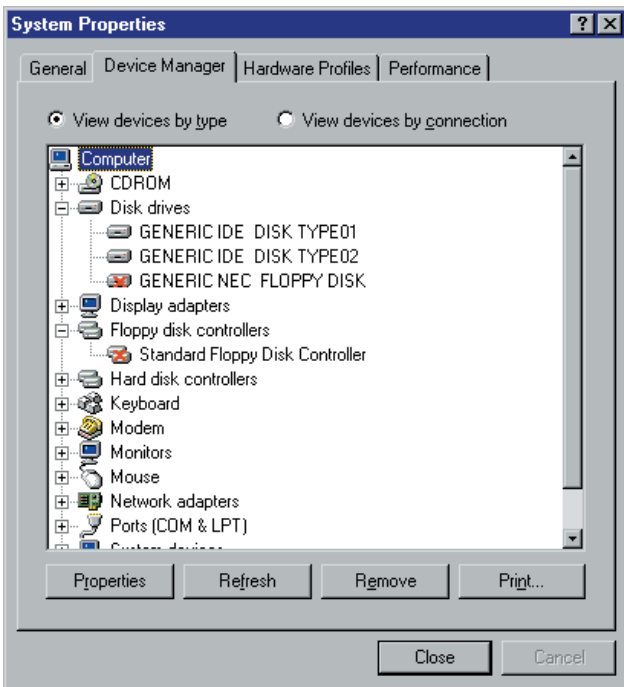 System Properties
General Device Manager Hardware Profiles Performance
View devices by type View devices by connection
Computer
CDROM
Disk drives
GENERIC IDE DISK TYPE01
GENERIC IDE DISK TYPE02
GENERIC NEC FLOPPY DISK
Display adapters
Floppy disk controllers
Standard Floppy Disk Controller
Hard disk controllers
Keyboard
Modem
Monitors
Mouse
Network adapters
Ports (COM & LPT)
System devices
Properties Refresh Remove Print...
Close Cancel